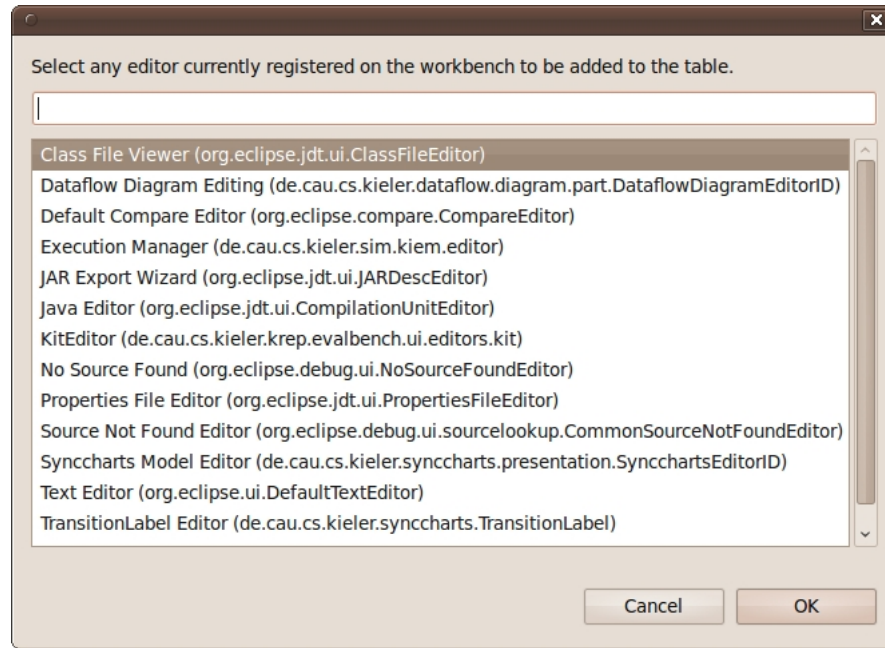 Select any editor currently registered on the workbench to be added to the table.
Class File Viewer (org.eclipse.jdt.ui.ClassFileEditor)
Dataflow Diagram Editing (de.cau.cs.kieler.dataflow.diagram.part.DataflowDiagramEditorID)
Default Compare Editor (org.eclipse.compare.CompareEditor)
Execution Manager (de.cau.cs.kieler.sim.kiem.editor)
JAR Export Wizard (org.eclipse.jdt.ui.JARDescEditor)
Java Editor (org.eclipse.jdt.ui.CompilationUnitEditor)
KitEditor (de.cau.cs.kieler.krep.evalbench.ui.editors.kit)
No Source Found (org.eclipse.debug.ui.NoSourceFoundEditor)
Properties File Editor (org.eclipse.jdt.ui.PropertiesFileEditor)
Source Not Found Editor (org.eclipse.debug.ui.sourcelookup.CommonSourceNotFoundEditor)
Synccharts Model Editor (de.cau.cs.kieler.synccharts.presentation.SyncchartsEditorID)
Text Editor (org.eclipse.ui.DefaultTextEditor)
TransitionLabel Editor (de.cau.cs.kieler.synccharts.TransitionLabel)
Cancel OK